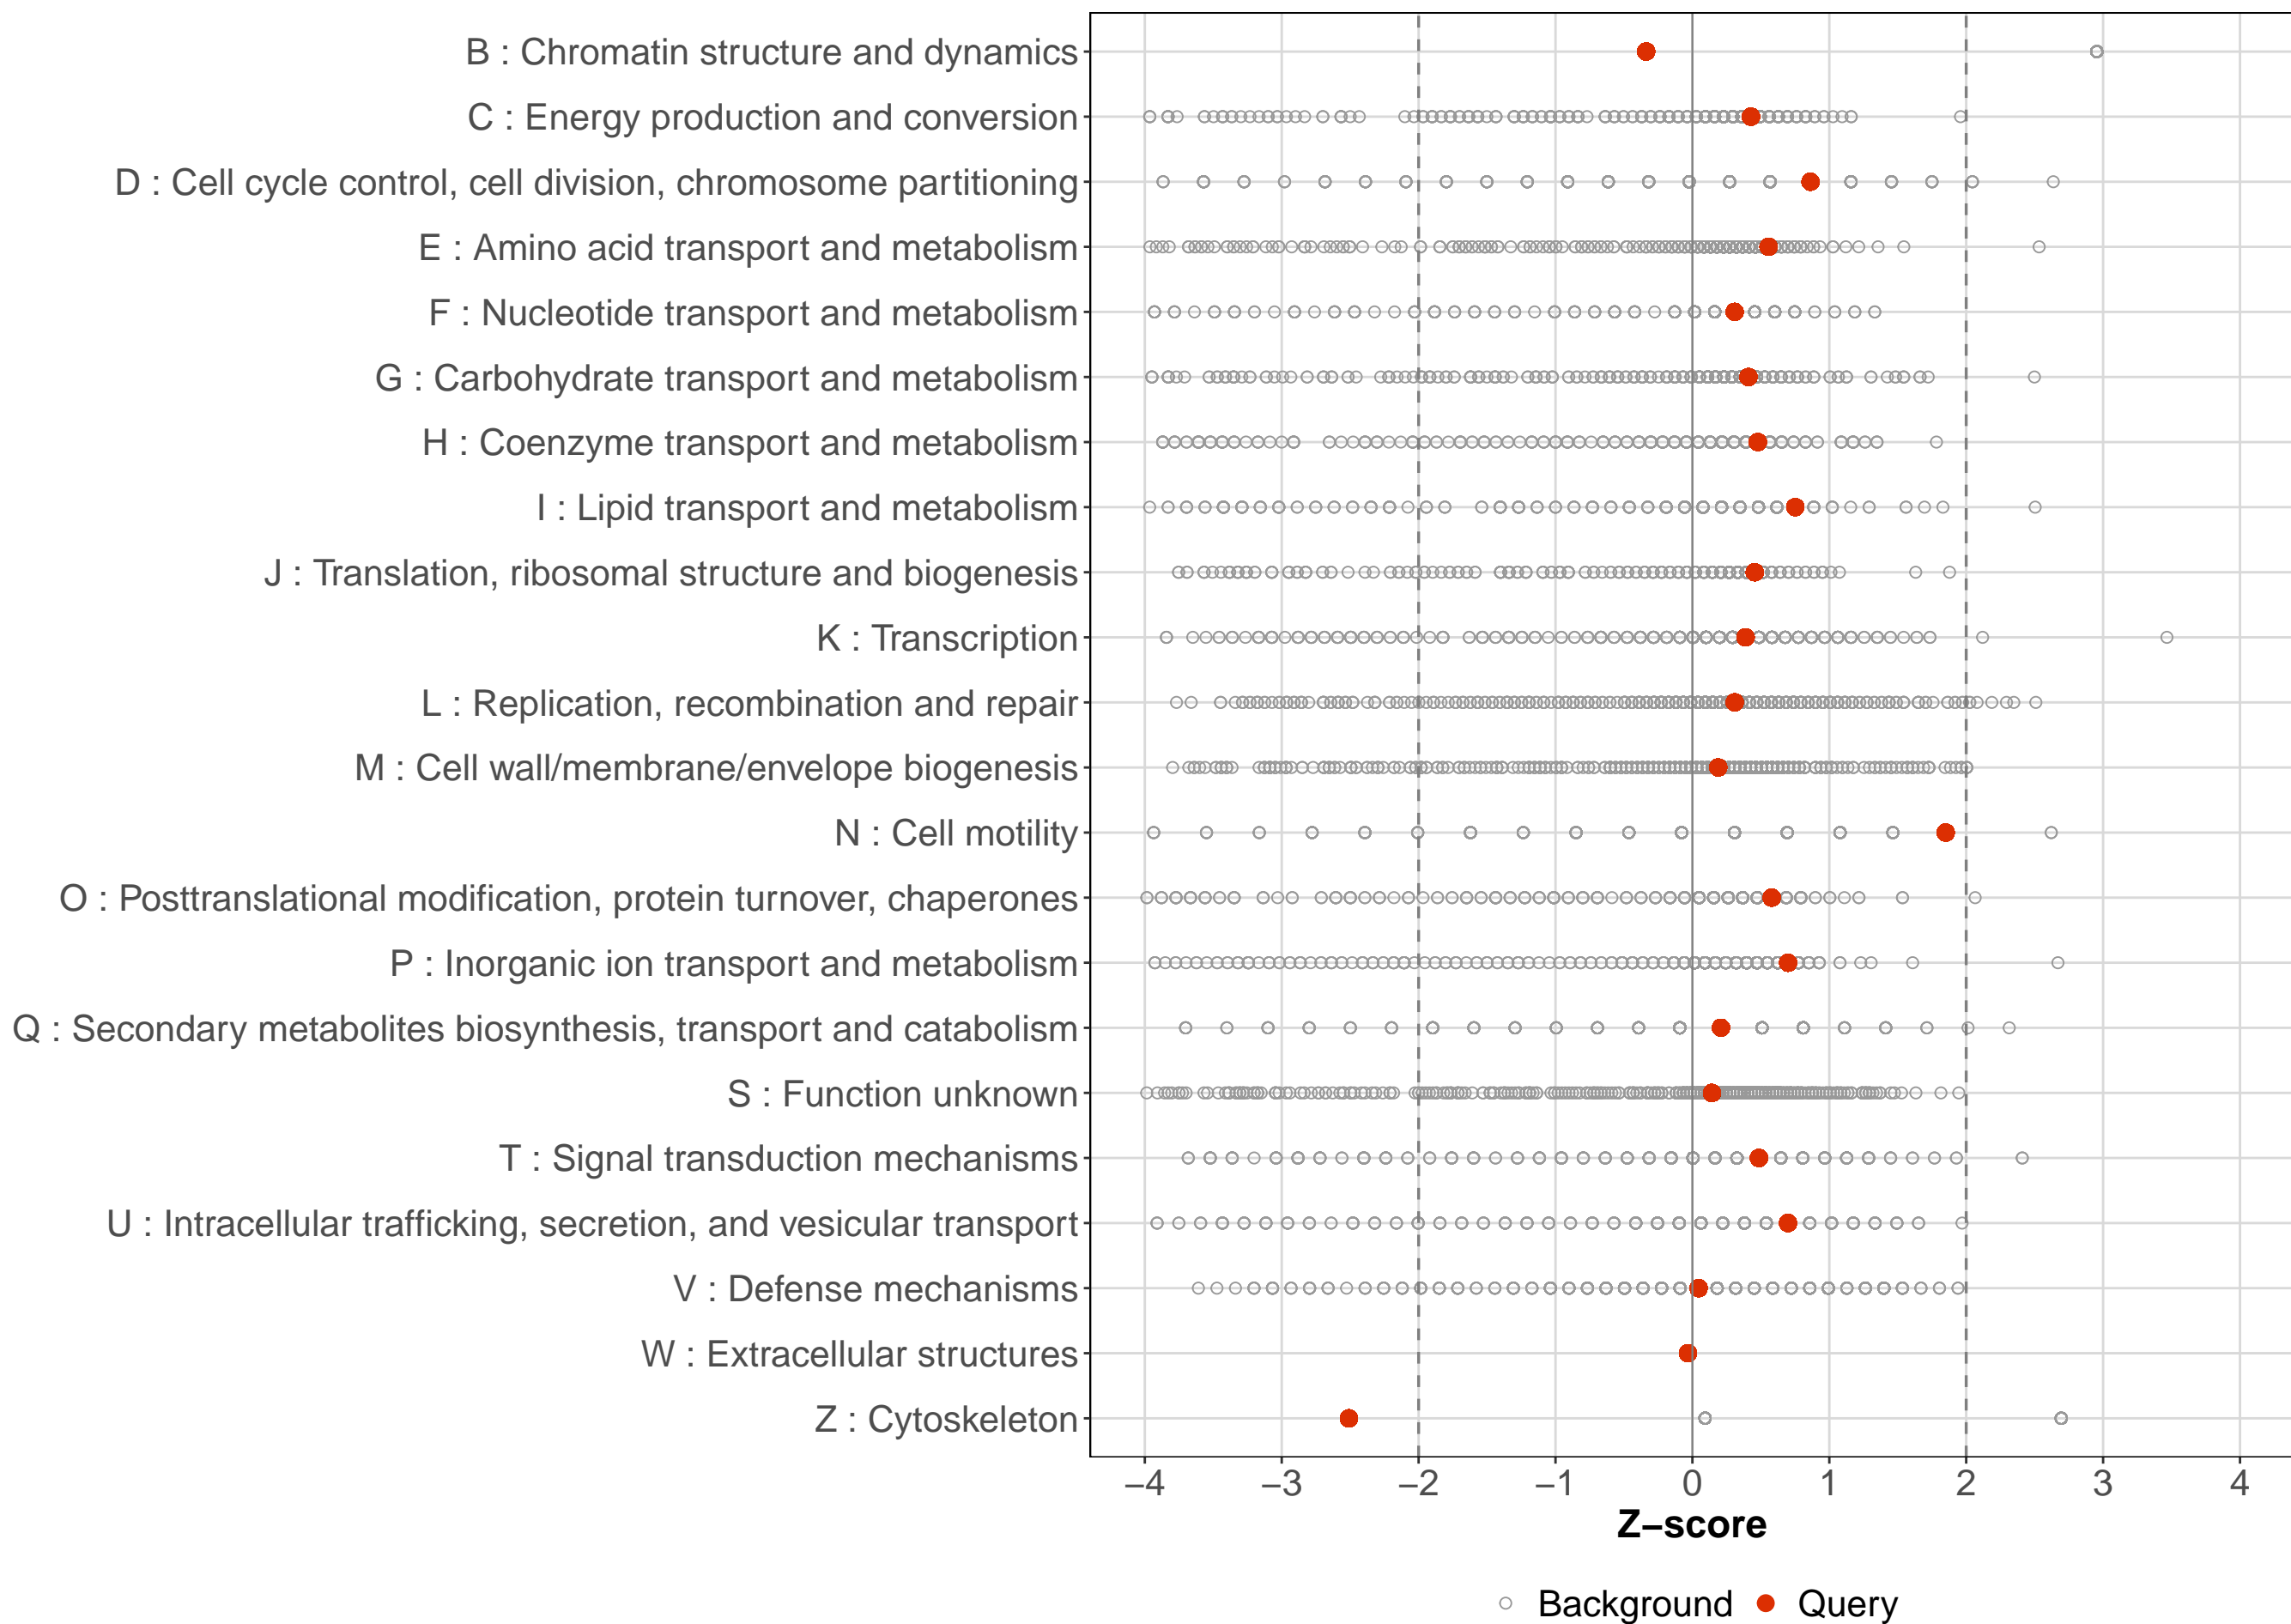 B : Chromatin structure and dynamics
C : Energy production and conversion
D : Cell cycle control, cell division, chromosome partitioning
E : Amino acid transport and metabolism
F : Nucleotide transport and metabolism
G : Carbohydrate transport and metabolism
H : Coenzyme transport and metabolism
I : Lipid transport and metabolism
J : Translation, ribosomal structure and biogenesis
K : Transcription
L : Replication, recombination and repair
M : Cell wall/membrane/envelope biogenesis
N : Cell motility
O : Posttranslational modification, protein turnover, chaperones
P : Inorganic ion transport and metabolism
Q : Secondary metabolites biosynthesis, transport and catabolism
S : Function unknown
T : Signal transduction mechanisms
U : Intracellular trafficking, secretion, and vesicular transport
V : Defense mechanisms
W : Extracellular structures
Z : Cytoskeleton
−4 −3 −2 −1 0 1 2 3 4
Z−score
Background Query